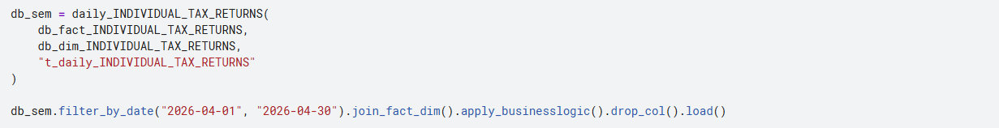 db_sem = daily_INDIVIDUAL_TAX_RETURNS(
    db_fact_INDIVIDUAL_TAX_RETURNS,
    db_dim_INDIVIDUAL_TAX_RETURNS,
    "t_daily_INDIVIDUAL_TAX_RETURNS"
)
db_sem.filter_by_date("2026-04-01", "2026-04-30").join_fact_dim().apply_businesslogic().drop_col().load()